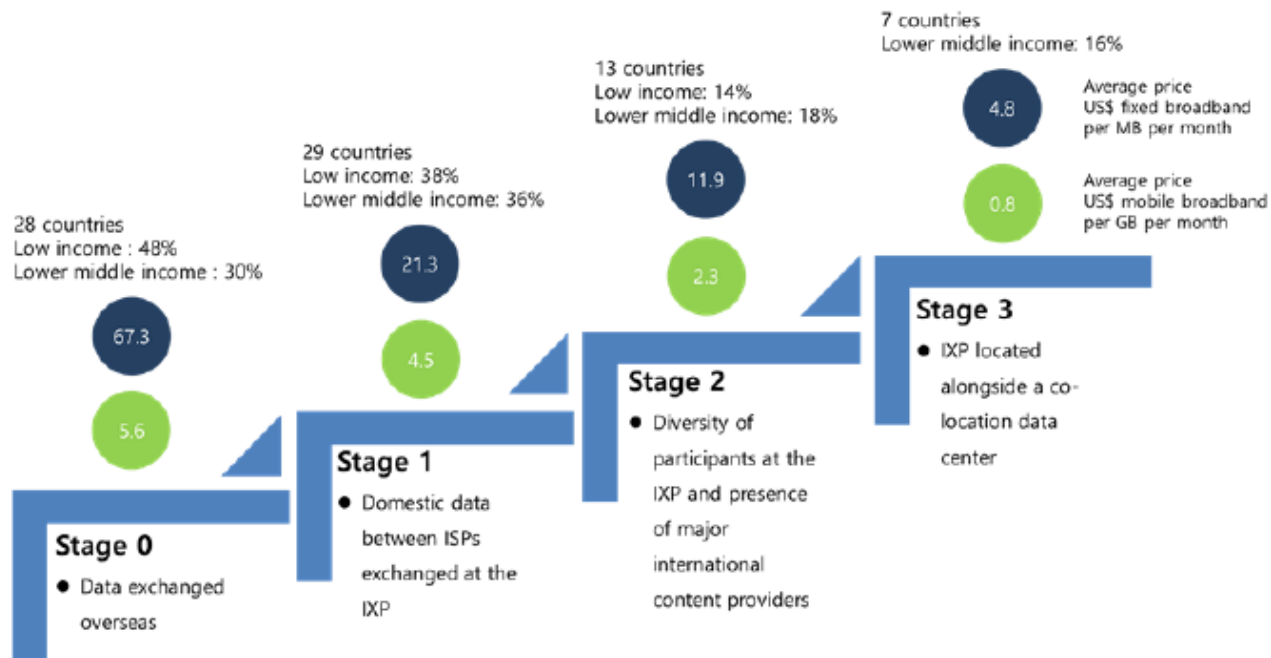 28 countries
Low income : 48%
Lower middle income : 30%
67.3
5.6
Stage 0
● Data exchanged
overseas
29 countries
Low income: 38%
Lower middle income: 36%
21.3
4.5
Stage 1
● Domestic data
between ISPs
exchanged at the
IXP
13 countries
Low income: 14%
Lower middle income: 18%
11.9
2.3
Stage 2
● Diversity of
participants at the
IXP and presence
of major
international
content providers
7 countries
Lower middle income: 16%
4.8
Average price
US$ fixed broadband
per MB per month
0.8
Average price
US$ mobile broadband
per GB per month
Stage 3
● IXP located
alongside a co-
location data
center